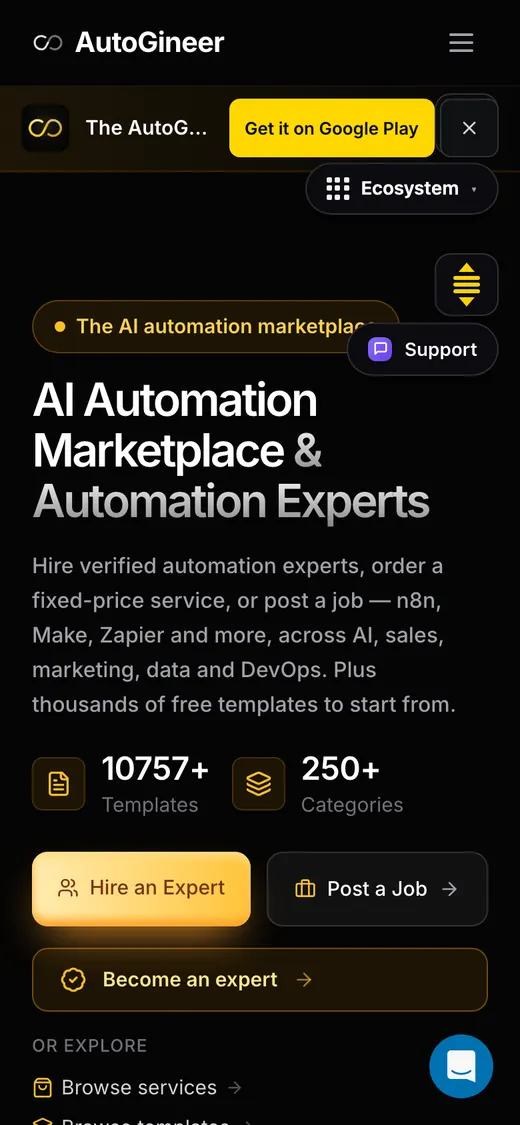 AutoGineer
The AutoG...
Get it on Google Play
Ecosystem
The AI automation marketplace
Support
AI Automation
Marketplace &
Automation Experts
Hire verified automation experts, order a
fixed-price service, or post a job — n8n,
Make, Zapier and more, across AI, sales,
marketing, data and DevOps. Plus
thousands of free templates to start from.
10757+
Templates
250+
Categories
Hire an Expert
Post a Job →
Become an expert →
OR EXPLORE
Browse services →
Browse templates